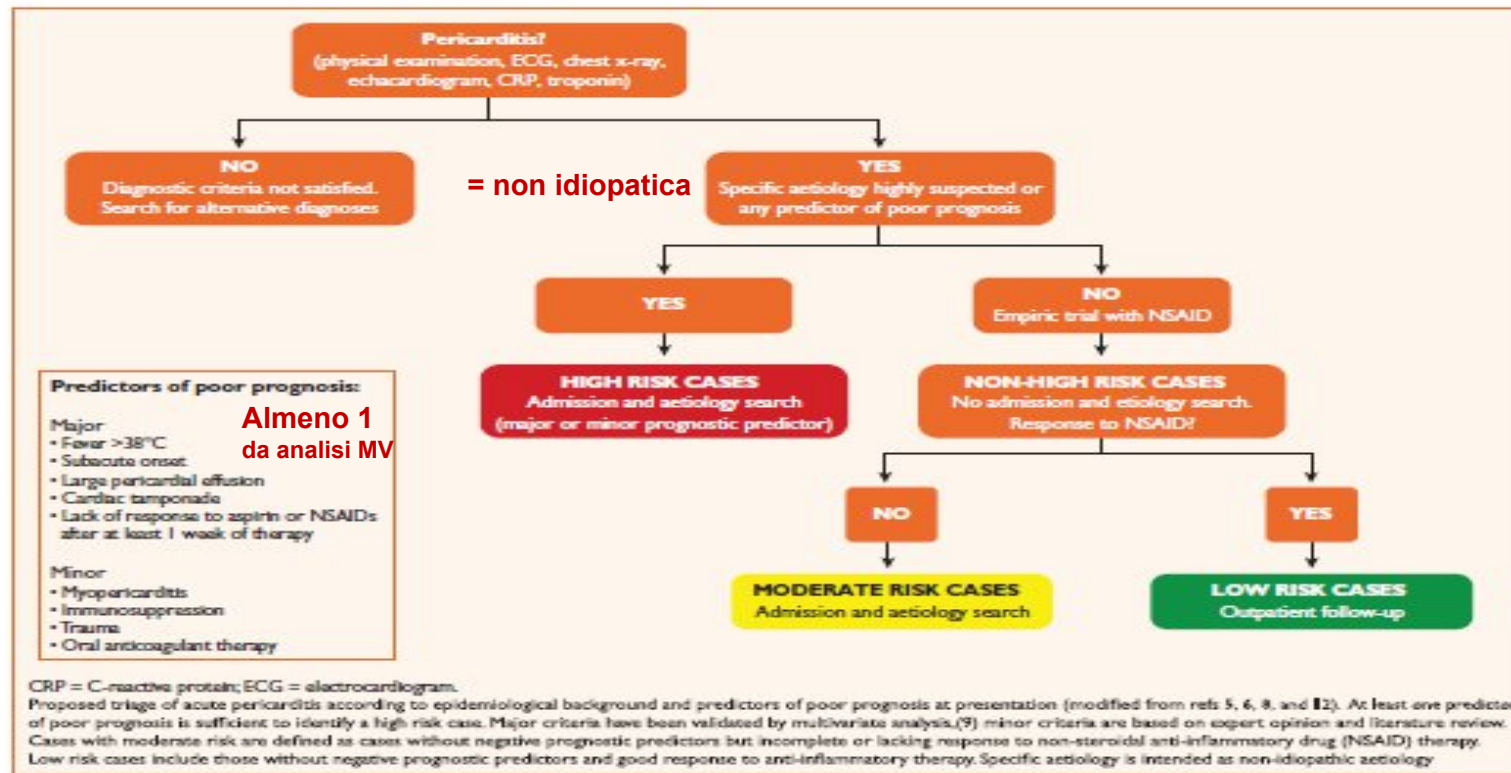 Pericarditis?
(physical examination, ECG, chest x-ray,
echacardiogram, CRP, troponin)
NO
Diagnostic criteria not satisfied.
Search for alternative diagnoses
= non idiopatica
YES
Specific aetiology highly suspected or
any predictor of poor prognosis
YES
NO
Empiric trial with NSAID
HIGH RISK CASES
Admission and aetiology search
(major or minor prognostic predictor)
NON-HIGH RISK CASES
No admission and etiology search.
Response to NSAID?
Predictors of poor prognosis:
Major
Almeno 1
da analisi MV
• Fever >38°C
• Subacute onset
• Large pericardial effusion
• Cardiac tamponade
• Lack of response to aspirin or NSAIDs
after at least 1 week of therapy
Minor
• Myopericarditis
• Immunosuppression
• Trauma
• Oral anticoagulant therapy
NO
YES
MODERATE RISK CASES
Admission and aetiology search
LOW RISK CASES
Outpatient follow-up
CRP = C-reactive protein; ECG = electrocardiogram.
Proposed triage of acute pericarditis according to epidemiological background and predictors of poor prognosis at presentation (modified from refs 5, 6, 8, and 12). At least one predictor
of poor prognosis is sufficient to identify a high risk case. Major criteria have been validated by multivariate analysis,(9) minor criteria are based on expert opinion and literature review.
Cases with moderate risk are defined as cases without negative prognostic predictors but incomplete or lacking response to non-steroidal anti-inflammatory drug (NSAID) therapy.
Low risk cases include those without negative prognostic predictors and good response to anti-inflammatory therapy. Specific aetiology is intended as non-idiopathic aetiology